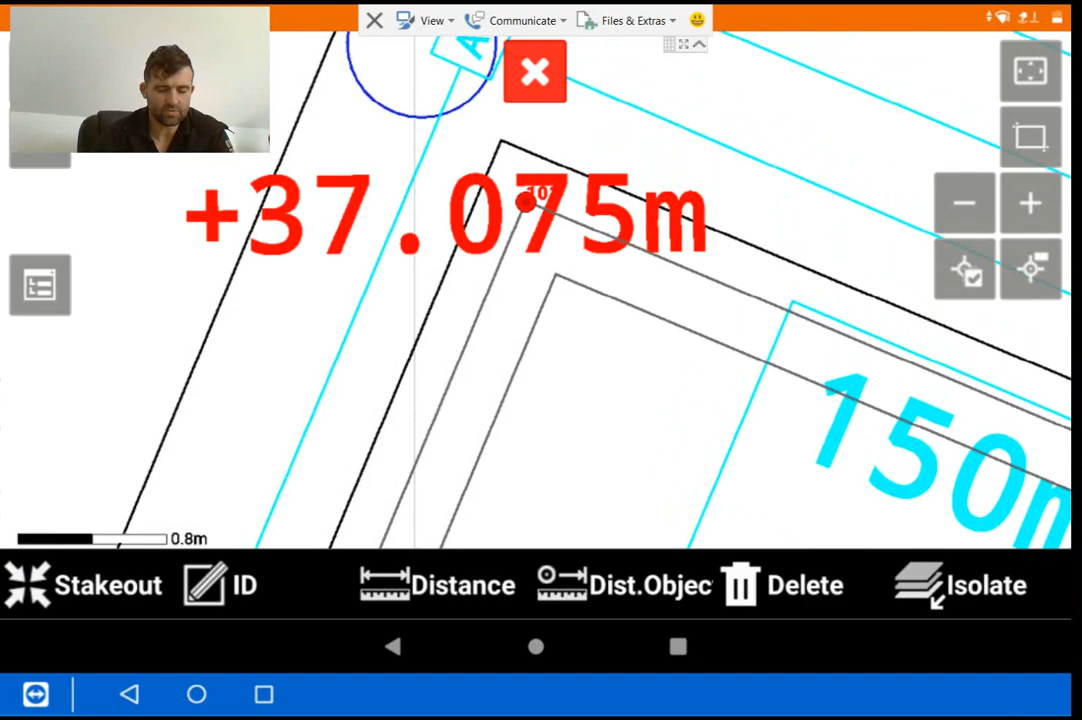 View Communicate Files & Extras
A
+37.075m
150m
0.8m
Stakeout ID Distance Dist.Objec Delete Isolate